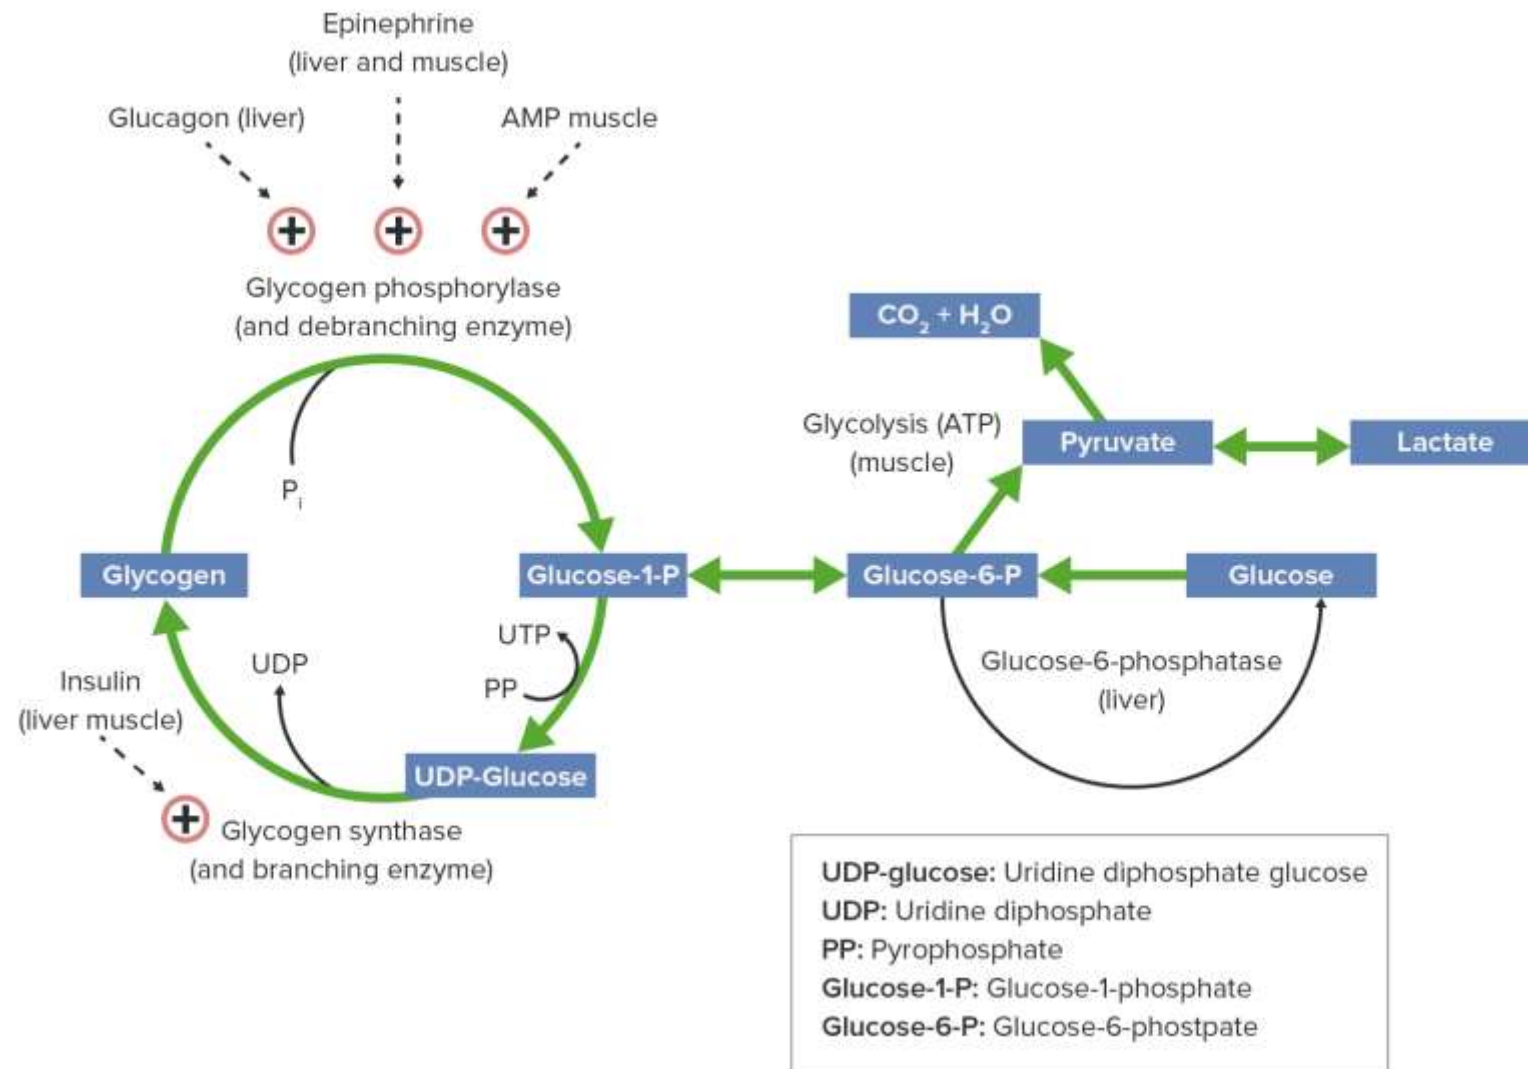 Epinephrine
(liver and muscle)
Glucagon (liver)
AMP muscle
Glycogen phosphorylase
(and debranching enzyme)
CO₂ + H₂O
Glycolysis (ATP)
(muscle)
Pyruvate
Lactate
Pᵢ
Glycogen
Glucose-1-P
Glucose-6-P
Glucose
UTP
PP
UDP
Insulin
(liver muscle)
Glucose-6-phosphatase
(liver)
UDP-Glucose
Glycogen synthase
(and branching enzyme)
UDP-glucose: Uridine diphosphate glucose
UDP: Uridine diphosphate
PP: Pyrophosphate
Glucose-1-P: Glucose-1-phosphate
Glucose-6-P: Glucose-6-phostpate